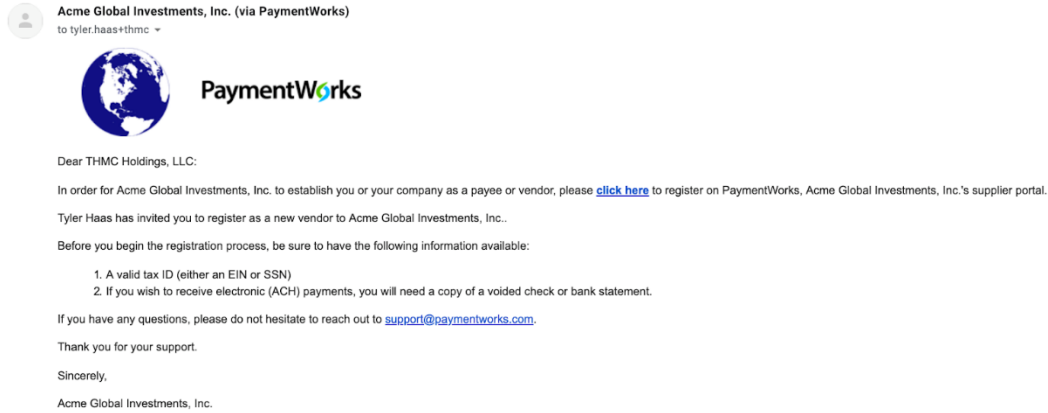 Acme Global Investments, Inc. (via PaymentWorks)
to tyler.haas+thmc
PaymentWorks
Dear THMC Holdings, LLC:
In order for Acme Global Investments, Inc. to establish you or your company as a payee or vendor, please click here to register on PaymentWorks, Acme Global Investments, Inc.'s supplier portal.
Tyler Haas has invited you to register as a new vendor to Acme Global Investments, Inc..
Before you begin the registration process, be sure to have the following information available:
1. A valid tax ID (either an EIN or SSN)
2. If you wish to receive electronic (ACH) payments, you will need a copy of a voided check or bank statement.
If you have any questions, please do not hesitate to reach out to support@paymentworks.com.
Thank you for your support.
Sincerely,
Acme Global Investments, Inc.